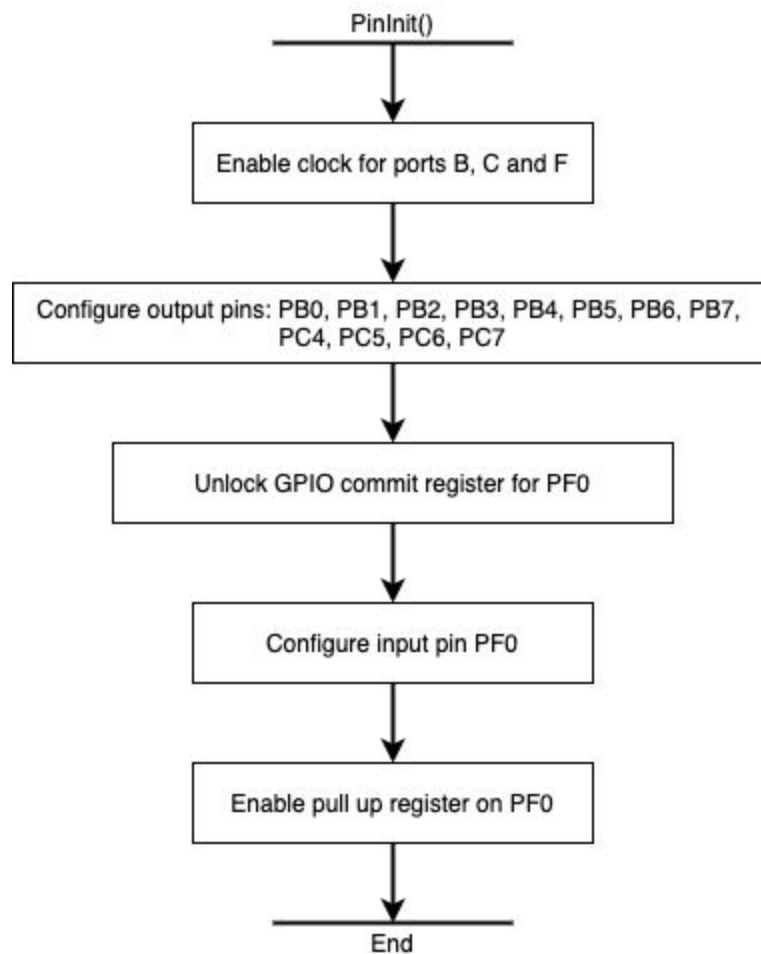 PinInit()
Enable clock for ports B, C and F
Configure output pins: PB0, PB1, PB2, PB3, PB4, PB5, PB6, PB7,
PC4, PC5, PC6, PC7
Unlock GPIO commit register for PF0
Configure input pin PF0
Enable pull up register on PF0
End